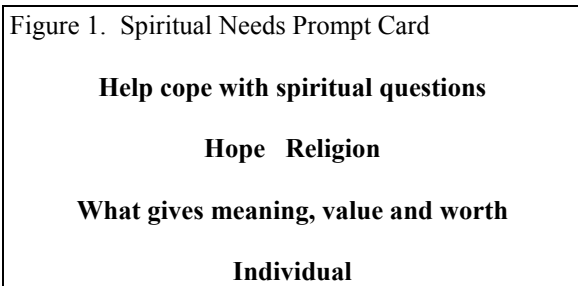 Figure 1.  Spiritual Needs Prompt Card
Help cope with spiritual questions
Hope   Religion
What gives meaning, value and worth
Individual